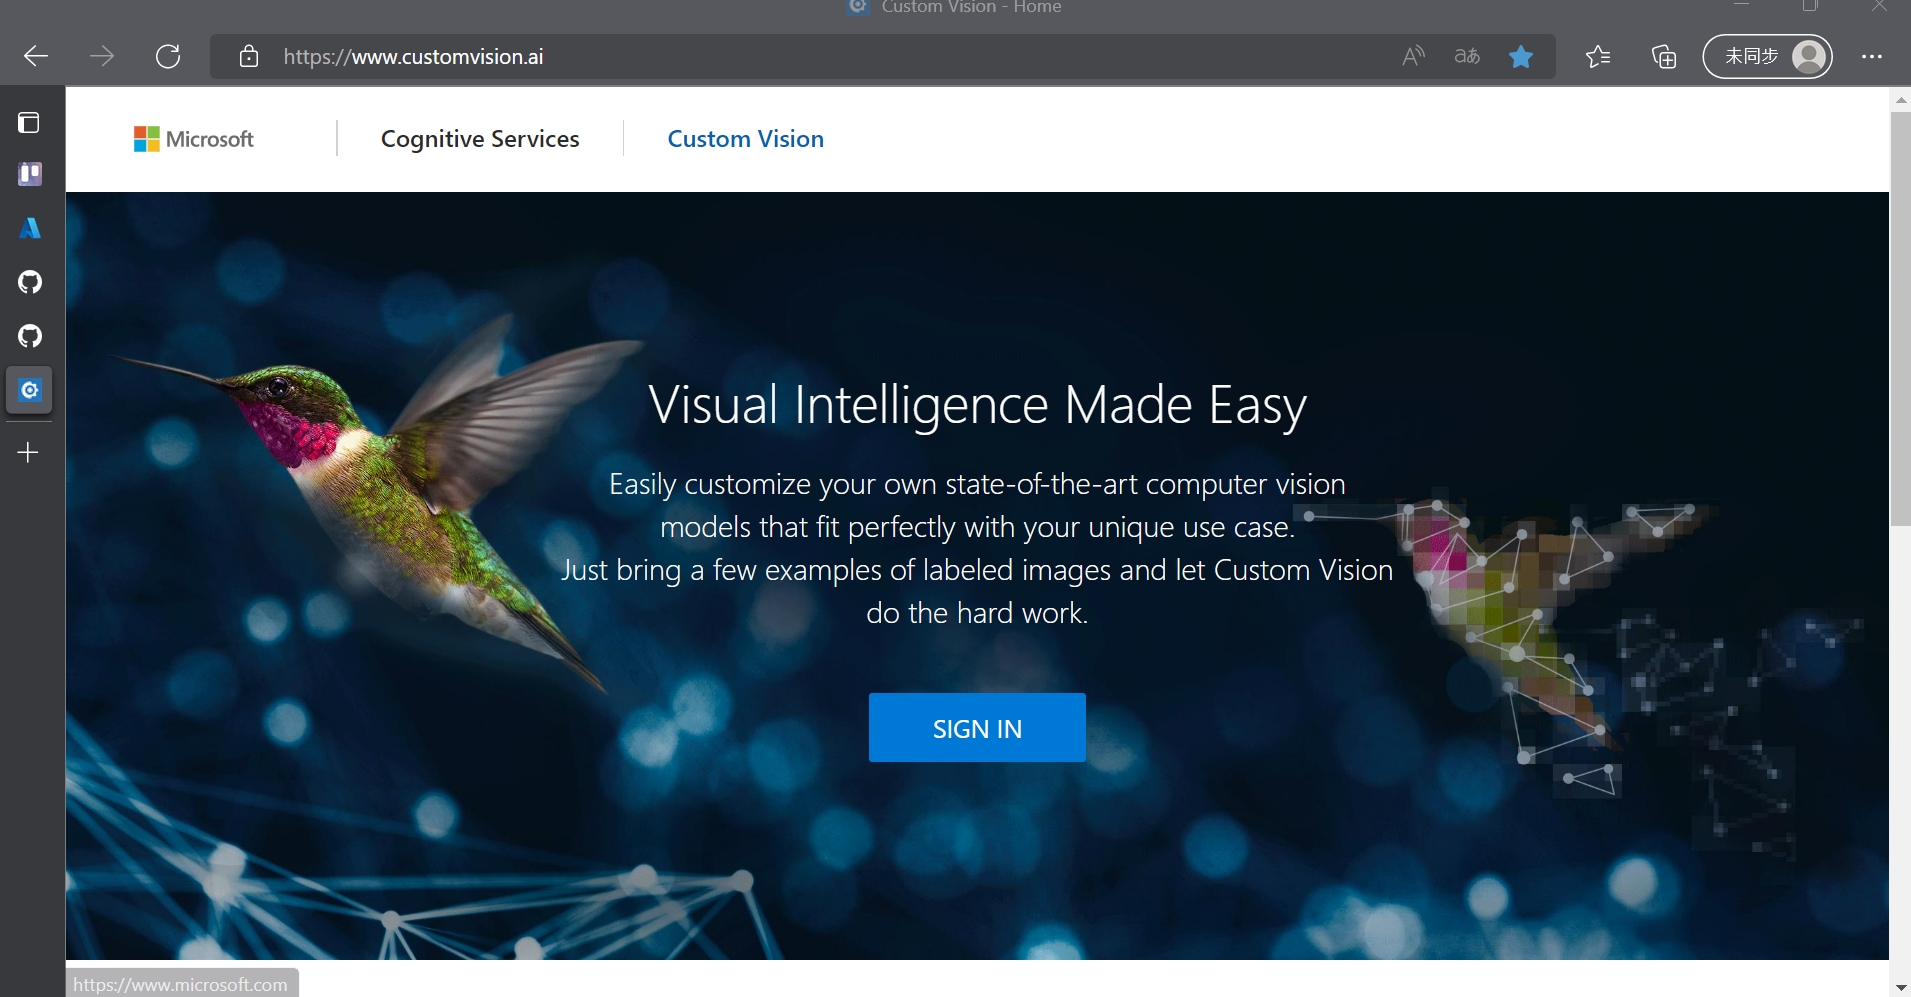 Custom Vision - Home
https://www.customvision.ai
未同步
Microsoft
Cognitive Services
Custom Vision
Visual Intelligence Made Easy
Easily customize your own state-of-the-art computer vision
models that fit perfectly with your unique use case.
Just bring a few examples of labeled images and let Custom Vision
do the hard work.
SIGN IN
https://www.microsoft.com